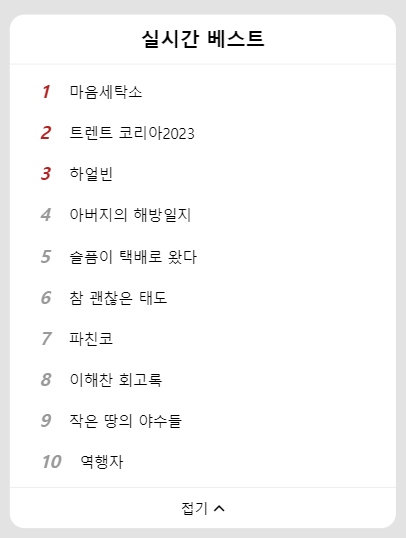 실시간 베스트
1 마음세탁소
2 트렌트 코리아2023
3 하얼빈
4 아버지의 해방일지
5 슬픔이 택배로 왔다
6 참 괜찮은 태도
7 파친코
8 이해찬 회고록
9 작은 땅의 야수들
10 역행자
접기